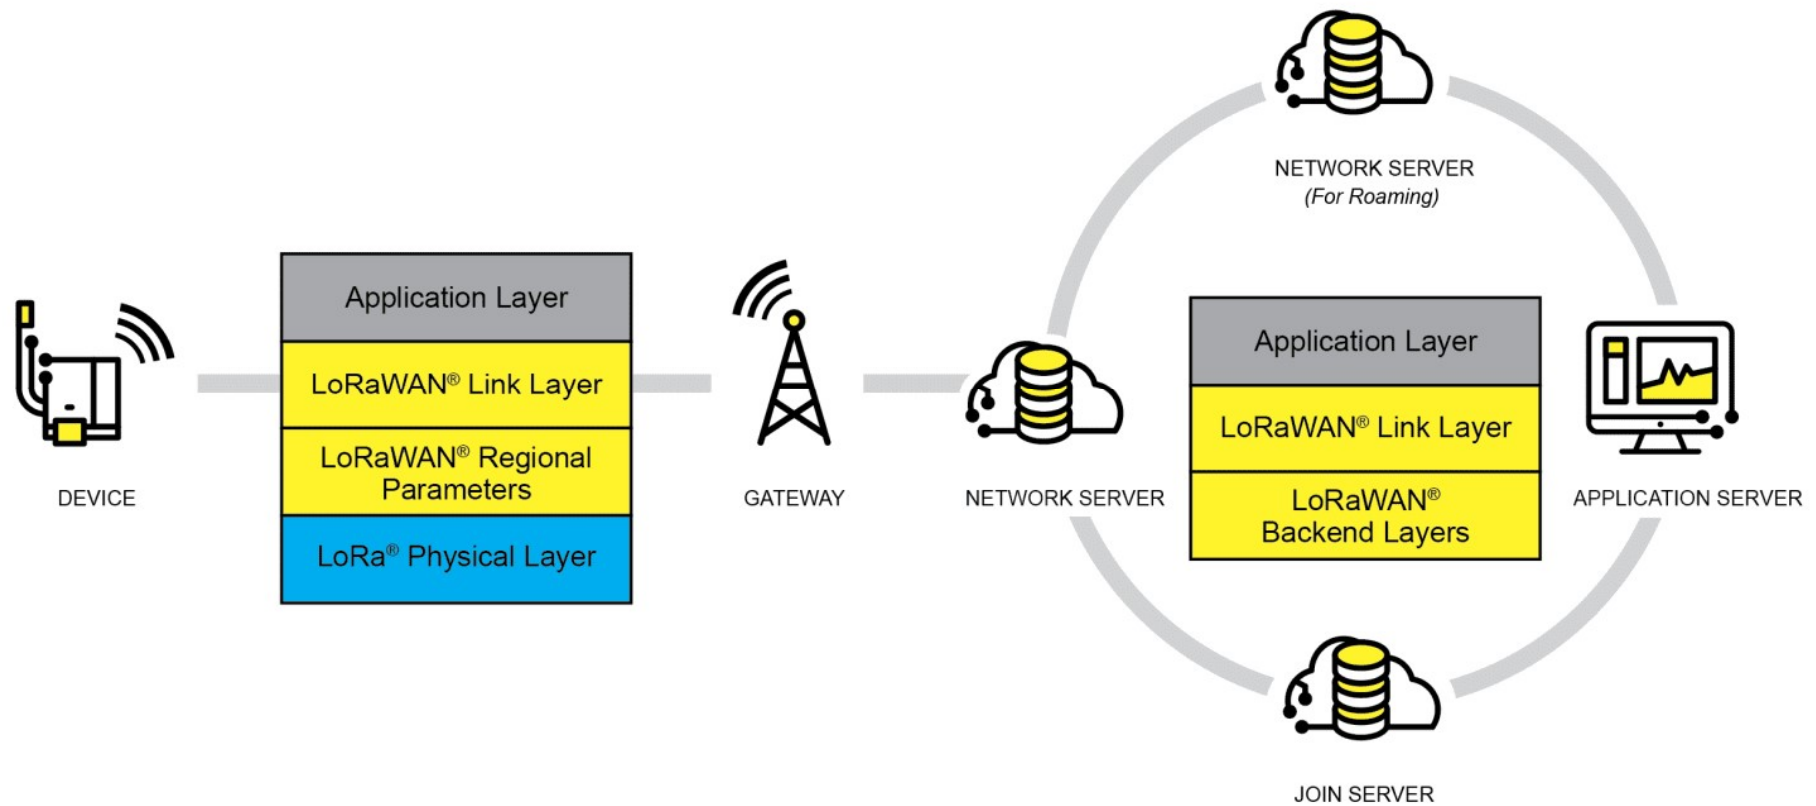 NETWORK SERVER
(For Roaming)
Application Layer
LoRaWAN® Link Layer
LoRaWAN® Regional
Parameters
LoRa® Physical Layer
Application Layer
LoRaWAN® Link Layer
LoRaWAN®
Backend Layers
DEVICE
GATEWAY
NETWORK SERVER
APPLICATION SERVER
JOIN SERVER